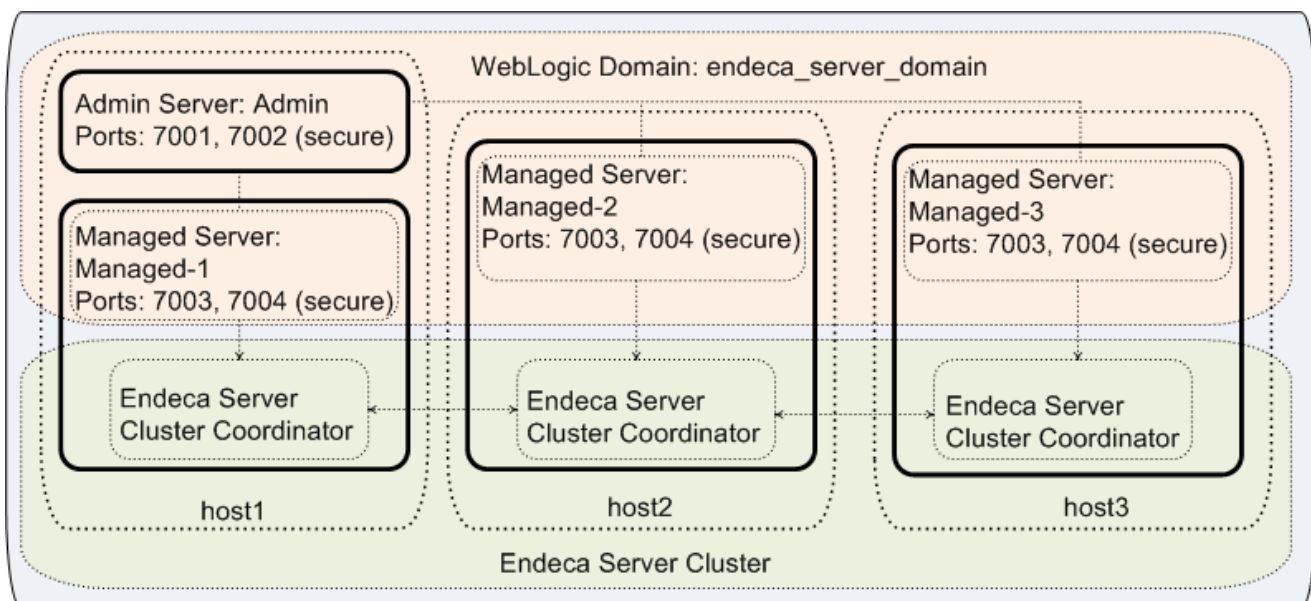 WebLogic Domain: endeca_server_domain
Admin Server: Admin
Ports: 7001, 7002 (secure)
Managed Server:
Managed-1
Ports: 7003, 7004 (secure)
Managed Server:
Managed-2
Ports: 7003, 7004 (secure)
Managed Server:
Managed-3
Ports: 7003, 7004 (secure)
Endeca Server
Cluster Coordinator
Endeca Server
Cluster Coordinator
Endeca Server
Cluster Coordinator
host1
host2
host3
Endeca Server Cluster